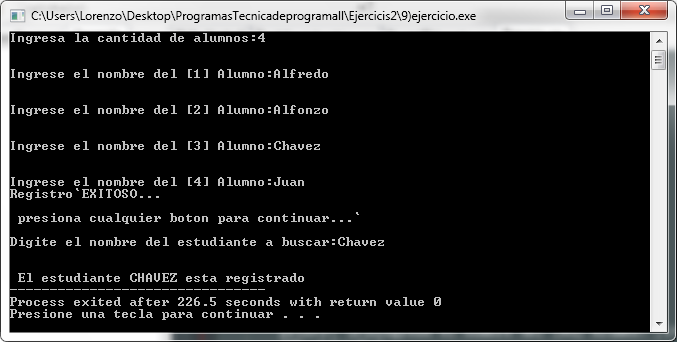 C:\Users\Lorenzo\Desktop\ProgramasTecnicadeprogramaII\Ejercicis2\9)ejercicio.exe
Ingresa la cantidad de alumnos:4
Ingrese el nombre del [1] Alumno:Alfredo
Ingrese el nombre del [2] Alumno:Alfonzo
Ingrese el nombre del [3] Alumno:Chavez
Ingrese el nombre del [4] Alumno:Juan
Registro`EXITOSO...
presiona cualquier boton para continuar...`
Digite el nombre del estudiante a buscar:Chavez
El estudiante CHAVEZ esta registrado
--------------------------------
Process exited after 226.5 seconds with return value 0
Presione una tecla para continuar . . .